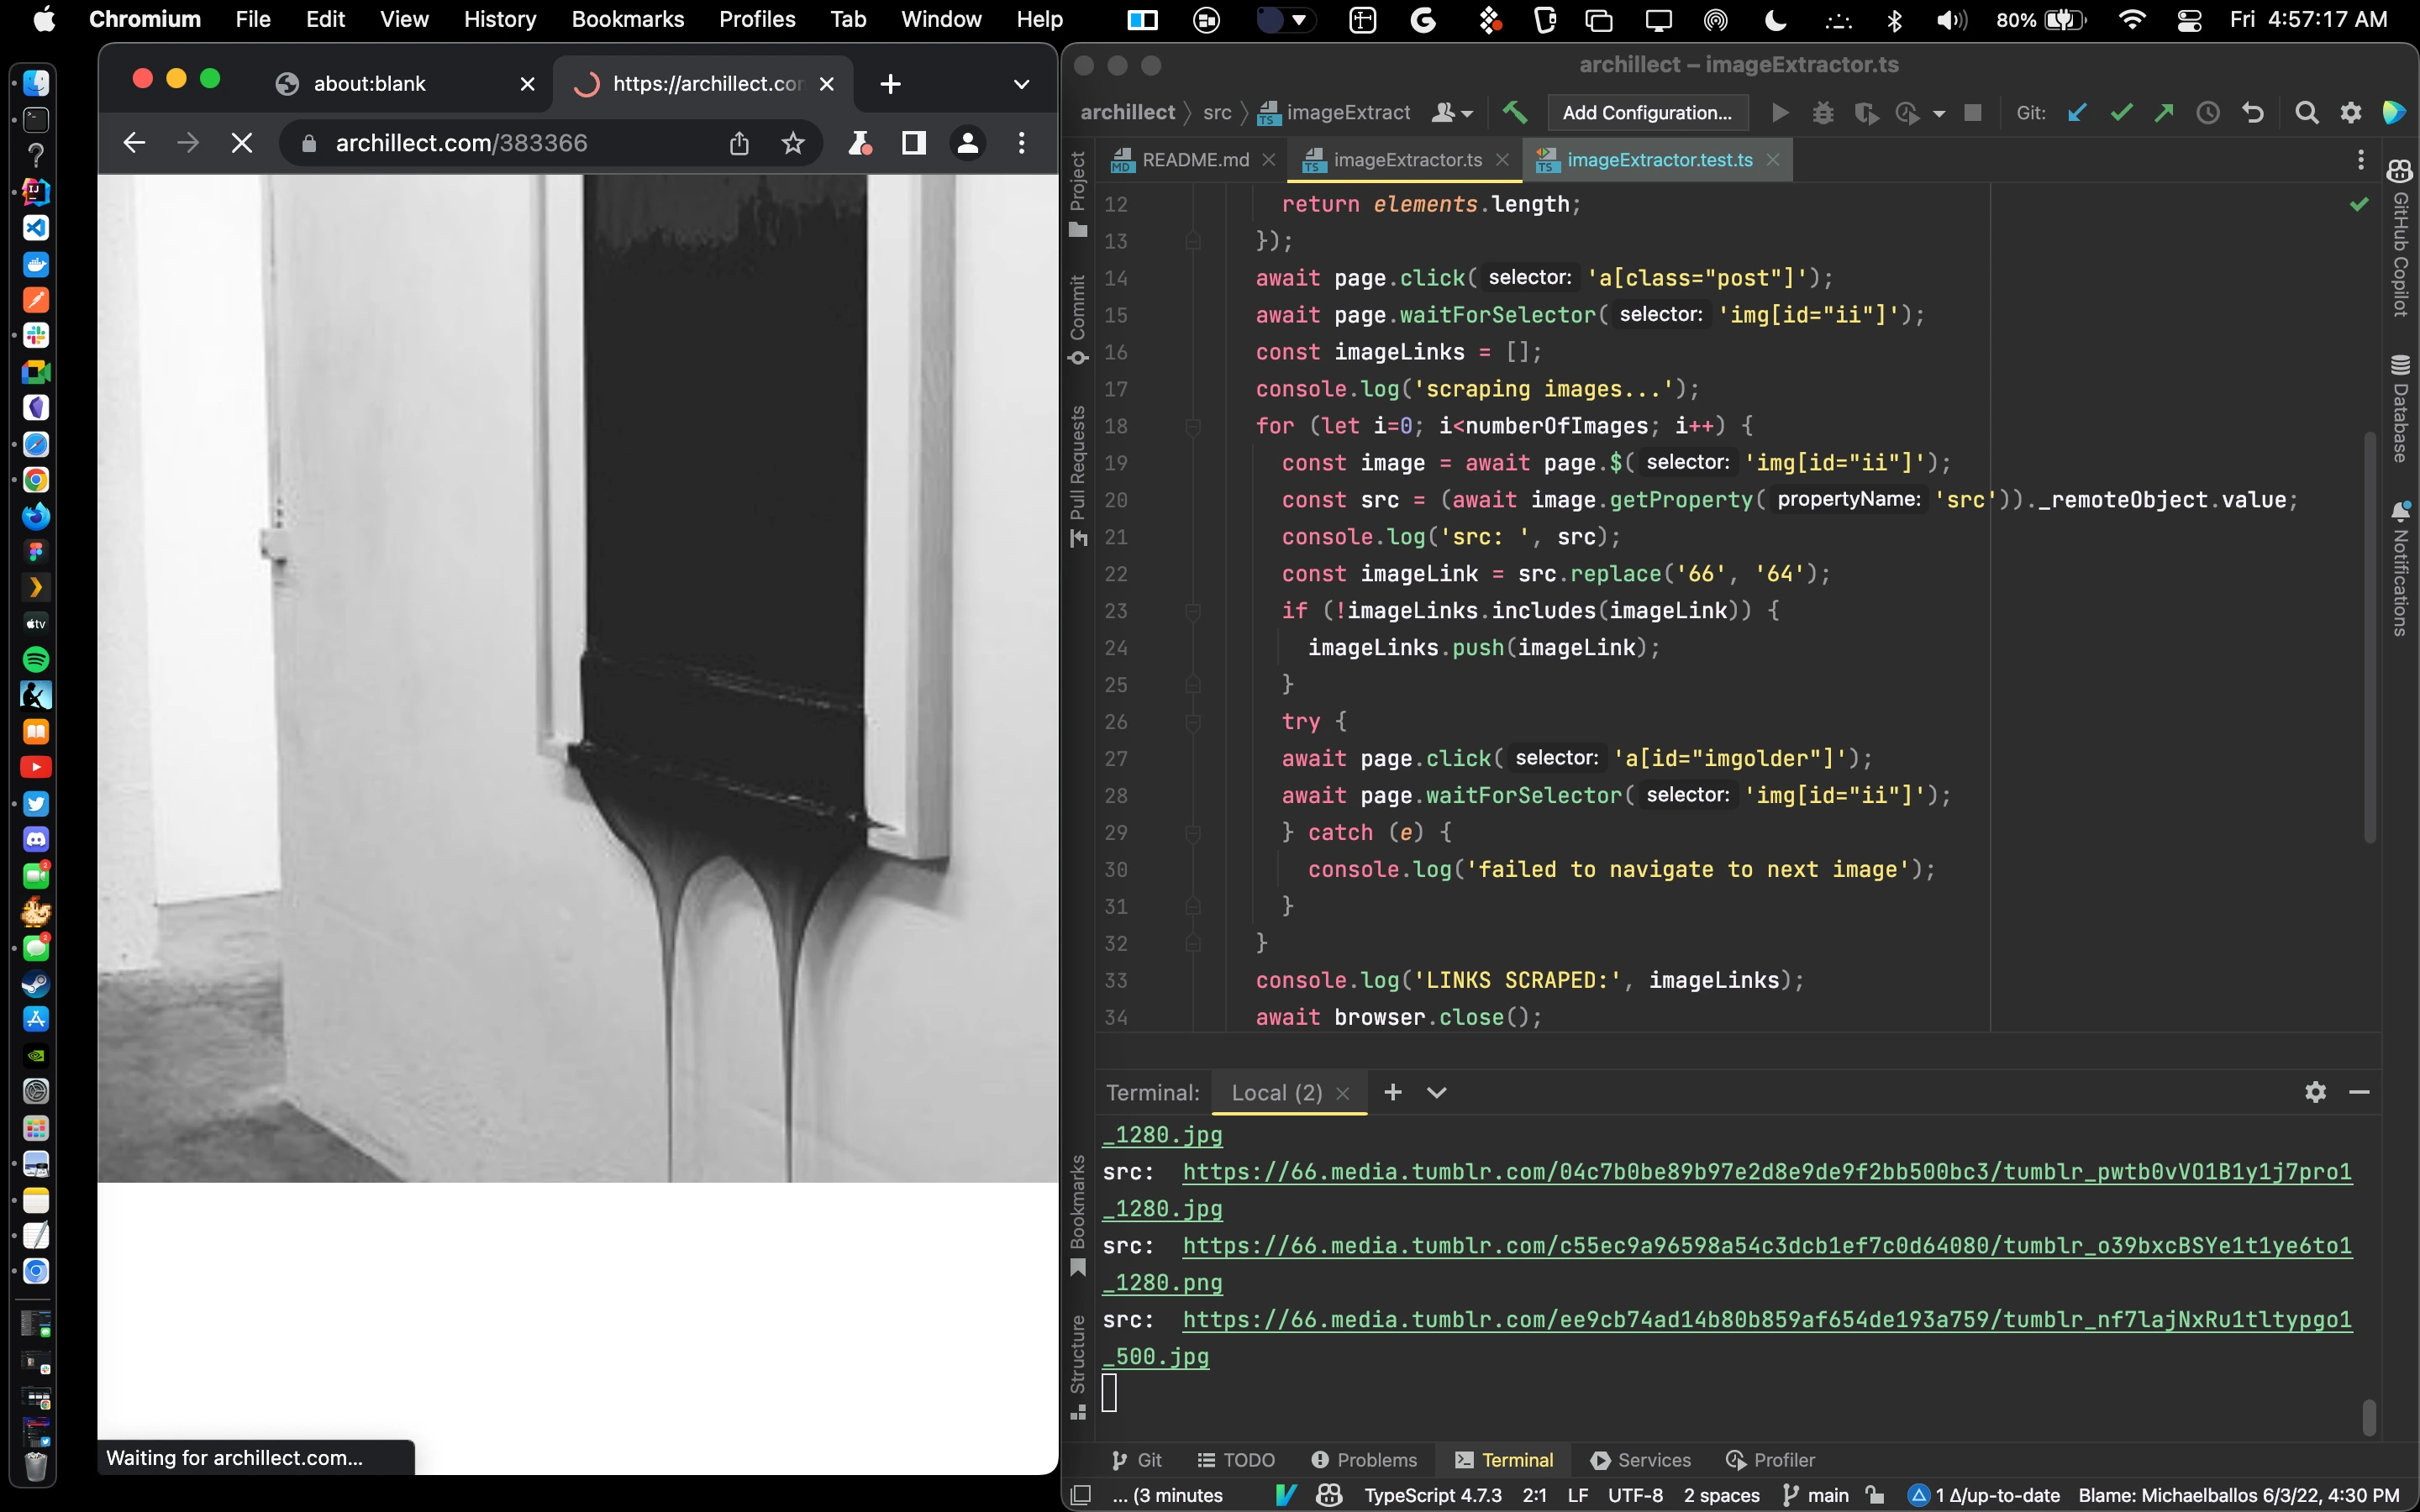 Chromium File Edit View History Bookmarks Profiles Tab Window Help 80% Fri 4:57:17 AM
about:blank
https://archillect.con
archillect.com/383366
Waiting for archillect.com...
archillect – imageExtractor.ts
archillect src imageExtract Add Configuration... Git:
README.md imageExtractor.ts imageExtractor.test.ts
Project
Commit
Pull Requests
Bookmarks
Structure
GitHub Copilot
Database
Notifications
12 return elements.length;
13 });
14 await page.click( selector: 'a[class="post"]');
15 await page.waitForSelector( selector: 'img[id="ii"]');
16 const imageLinks = [];
17 console.log('scraping images...');
18 for (let i=0; i<numberOfImages; i++) {
19 const image = await page.$( selector: 'img[id="ii"]');
20 const src = (await image.getProperty( propertyName: 'src'))._remoteObject.value;
21 console.log('src: ', src);
22 const imageLink = src.replace('66', '64');
23 if (!imageLinks.includes(imageLink)) {
24 imageLinks.push(imageLink);
25 }
26 try {
27 await page.click( selector: 'a[id="imgolder"]');
28 await page.waitForSelector( selector: 'img[id="ii"]');
29 } catch (e) {
30 console.log('failed to navigate to next image');
31 }
32 }
33 console.log('LINKS SCRAPED:', imageLinks);
34 await browser.close();
Terminal: Local (2)
_1280.jpg
src: https://66.media.tumblr.com/04c7b0be89b97e2d8e9de9f2bb500bc3/tumblr_pwtb0vVO1B1y1j7pro1
_1280.jpg
src: https://66.media.tumblr.com/c55ec9a96598a54c3dcb1ef7c0d64080/tumblr_o39bxcBSYe1t1ye6to1
_1280.png
src: https://66.media.tumblr.com/ee9cb74ad14b80b859af654de193a759/tumblr_nf7lajNxRu1tltypgo1
_500.jpg
Git TODO Problems Terminal Services Profiler
... (3 minutes TypeScript 4.7.3 2:1 LF UTF-8 2 spaces main 1 Δ/up-to-date Blame: Michaelballos 6/3/22, 4:30 PM